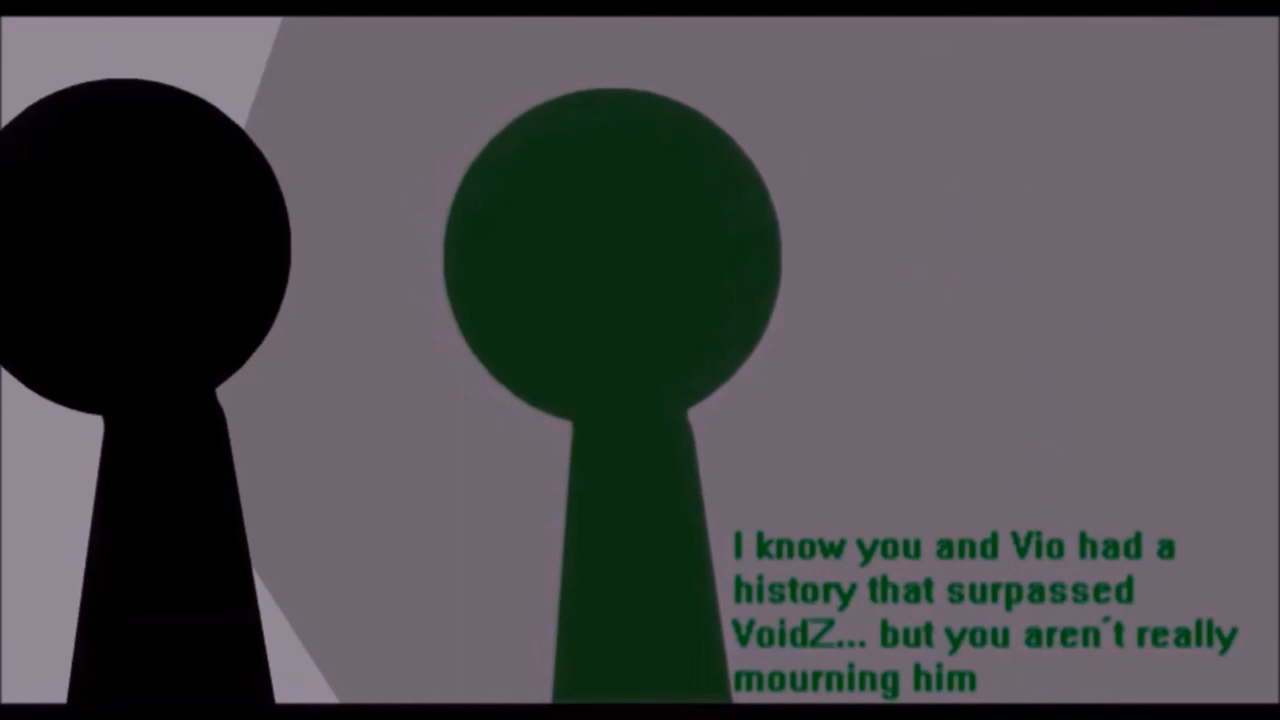 I know you and Vio had a
history that surpassed
VoidZ... but you aren´t really
mourning him